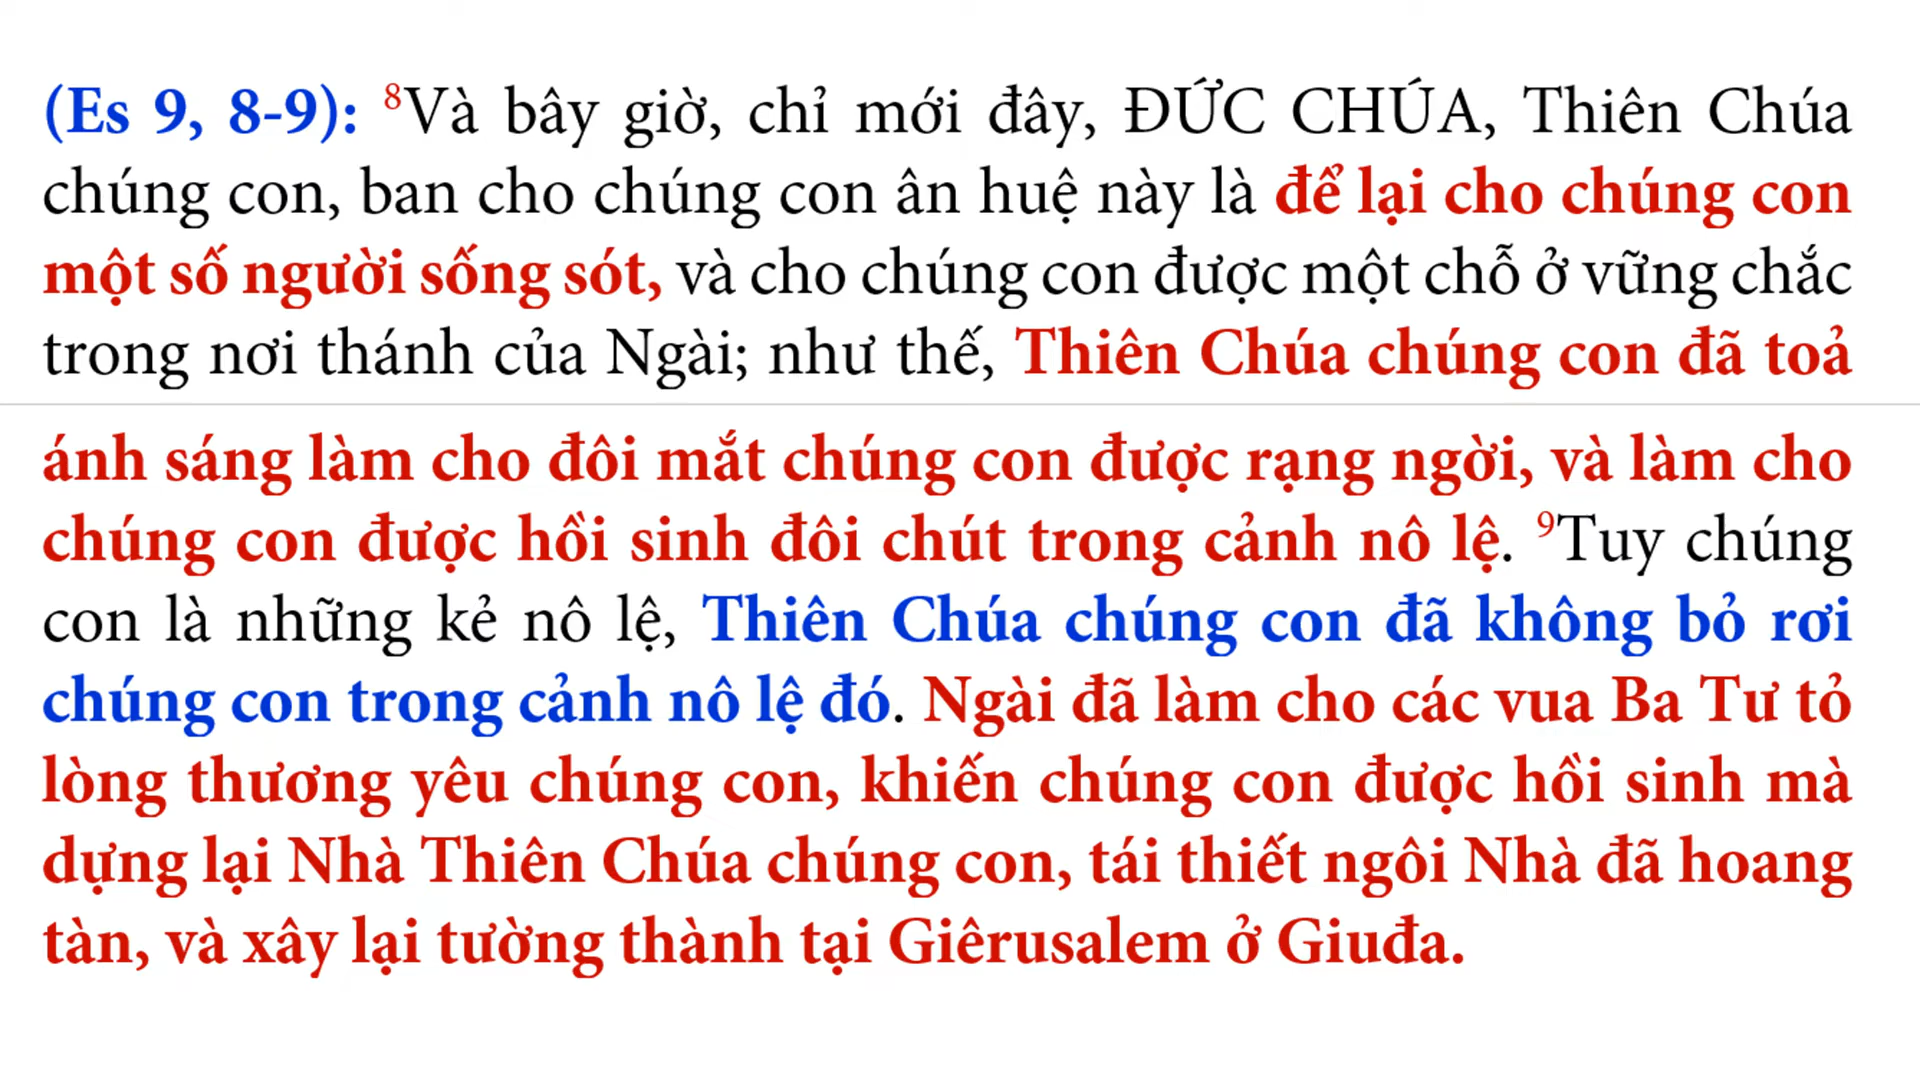 (Es 9, 8-9): 8Và bây giờ, chỉ mới đây, ĐỨC CHÚA, Thiên Chúa
chúng con, ban cho chúng con ân huệ này là để lại cho chúng con
một số người sống sót, và cho chúng con được một chỗ ở vững chắc
trong nơi thánh của Ngài; như thế, Thiên Chúa chúng con đã toả
ánh sáng làm cho đôi mắt chúng con được rạng ngời, và làm cho
chúng con được hồi sinh đôi chút trong cảnh nô lệ. 9Tuy chúng
con là những kẻ nô lệ, Thiên Chúa chúng con đã không bỏ rơi
chúng con trong cảnh nô lệ đó. Ngài đã làm cho các vua Ba Tư tỏ
lòng thương yêu chúng con, khiến chúng con được hồi sinh mà
dựng lại Nhà Thiên Chúa chúng con, tái thiết ngôi Nhà đã hoang
tàn, và xây lại tường thành tại Giêrusalem ở Giuđa.